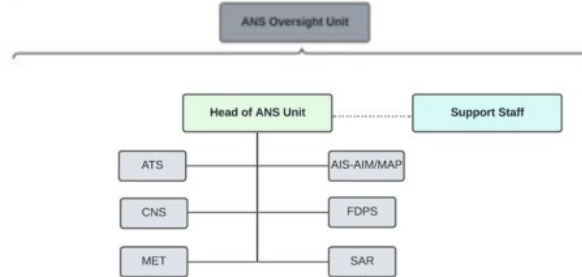 ANS Oversight Unit
Head of ANS Unit
Support Staff
ATS
AIS-AIM/MAP
CNS
FDPS
MET
SAR